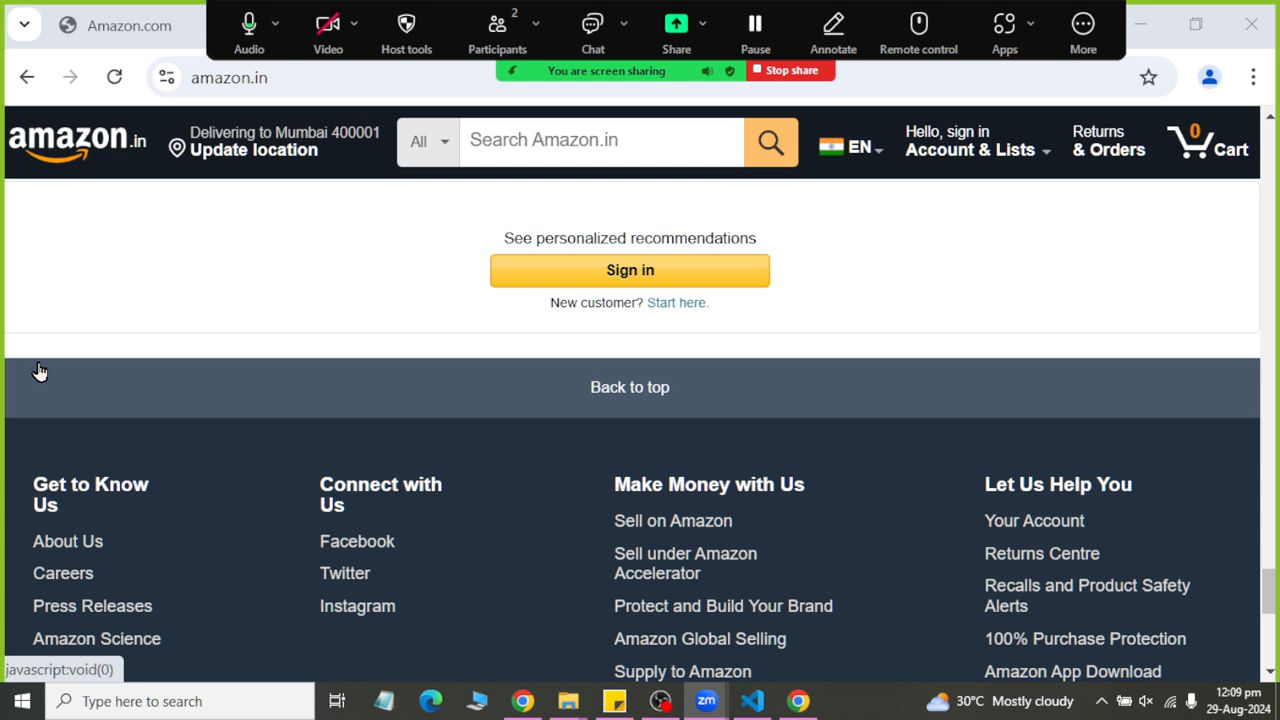 Amazon.com
Audio
Video
Host tools
2
Participants
Chat
Share
Pause
Annotate
Remote control
Apps
More
You are screen sharing
Stop share
amazon.in
amazon.in
Delivering to Mumbai 400001
Update location
All
Search Amazon.in
EN
Hello, sign in
Account & Lists
Returns
& Orders
0
Cart
See personalized recommendations
Sign in
New customer? Start here.
Back to top
Get to Know
Us
About Us
Careers
Press Releases
Amazon Science
Connect with
Us
Facebook
Twitter
Instagram
Make Money with Us
Sell on Amazon
Sell under Amazon
Accelerator
Protect and Build Your Brand
Amazon Global Selling
Supply to Amazon
Let Us Help You
Your Account
Returns Centre
Recalls and Product Safety
Alerts
100% Purchase Protection
Amazon App Download
javascript:void(0)
Type here to search
zm
30°C Mostly cloudy
12:09 pm
29-Aug-2024